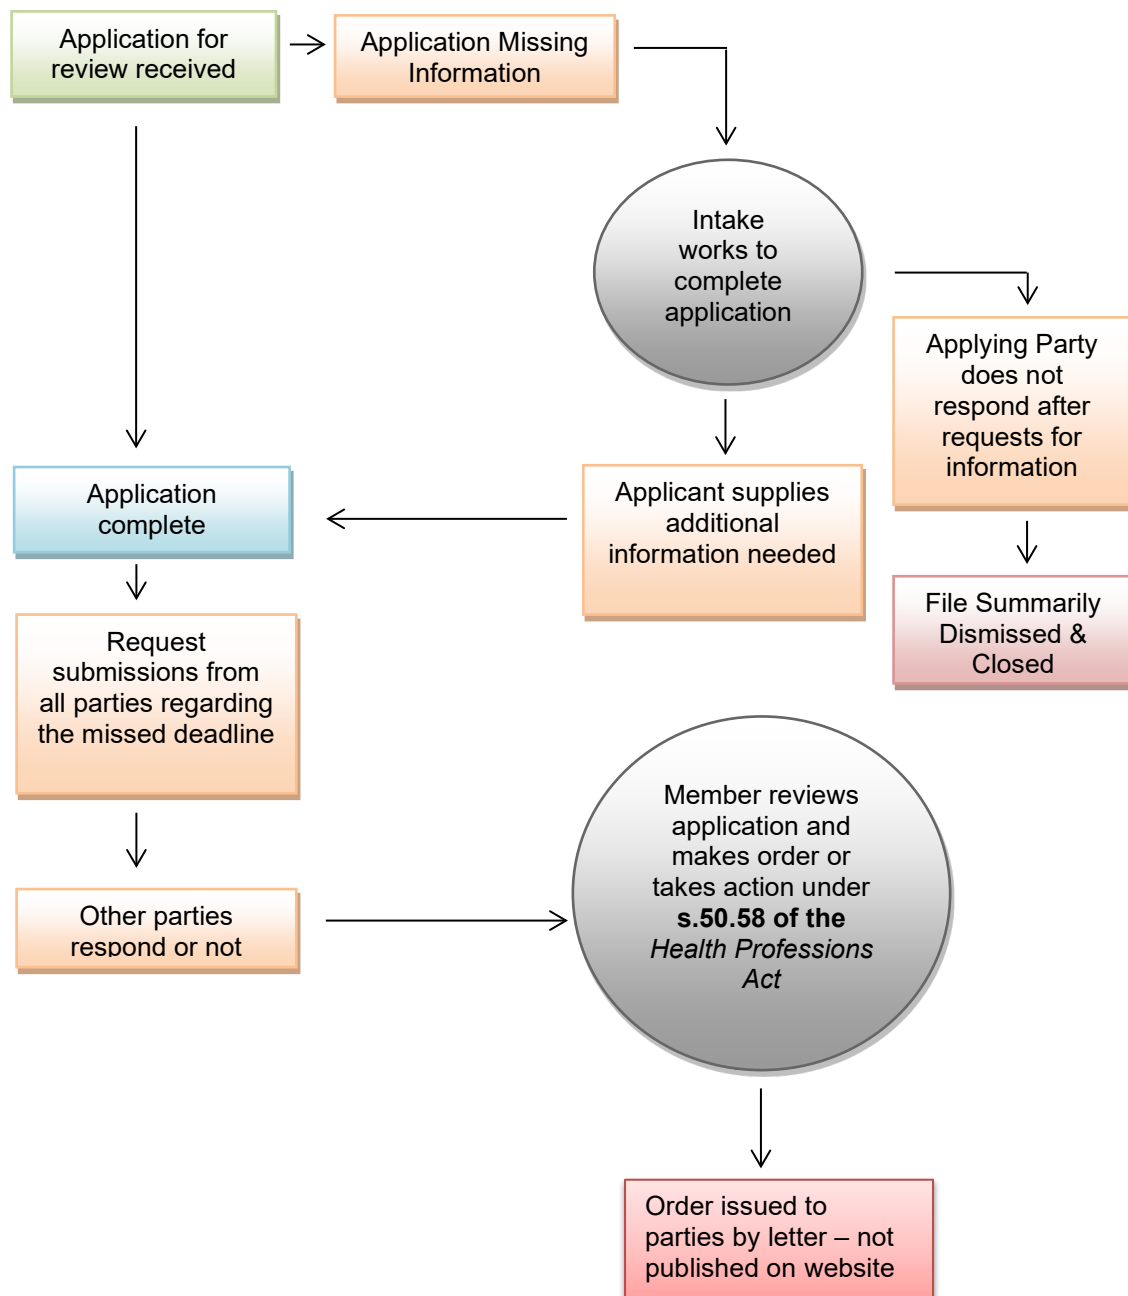 Application for
review received
Application Missing
Information
Intake
works to
complete
application
Applying Party
does not
respond after
requests for
information
Application
complete
Applicant supplies
additional
information needed
File Summarily
Dismissed &
Closed
Request
submissions from
all parties regarding
the missed deadline
Member reviews
application and
makes order or
takes action under
s.50.58 of the
Health Professions
Act
Other parties
respond or not
Order issued to
parties by letter – not
published on website